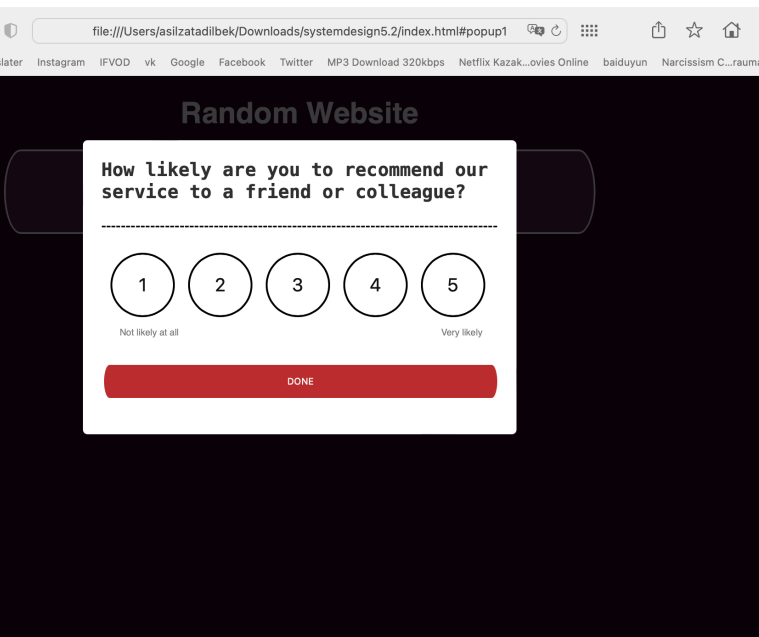 file:///Users/asilzatadilbek/Downloads/systemdesign5.2/index.html#popup1
slater Instagram IFVOD vk Google Facebook Twitter MP3 Download 320kbps Netflix Kazak...ovies Online baiduyun Narcissism C...rauma
Random Website
How likely are you to recommend our
service to a friend or colleague?
1 2 3 4 5
Not likely at all Very likely
DONE